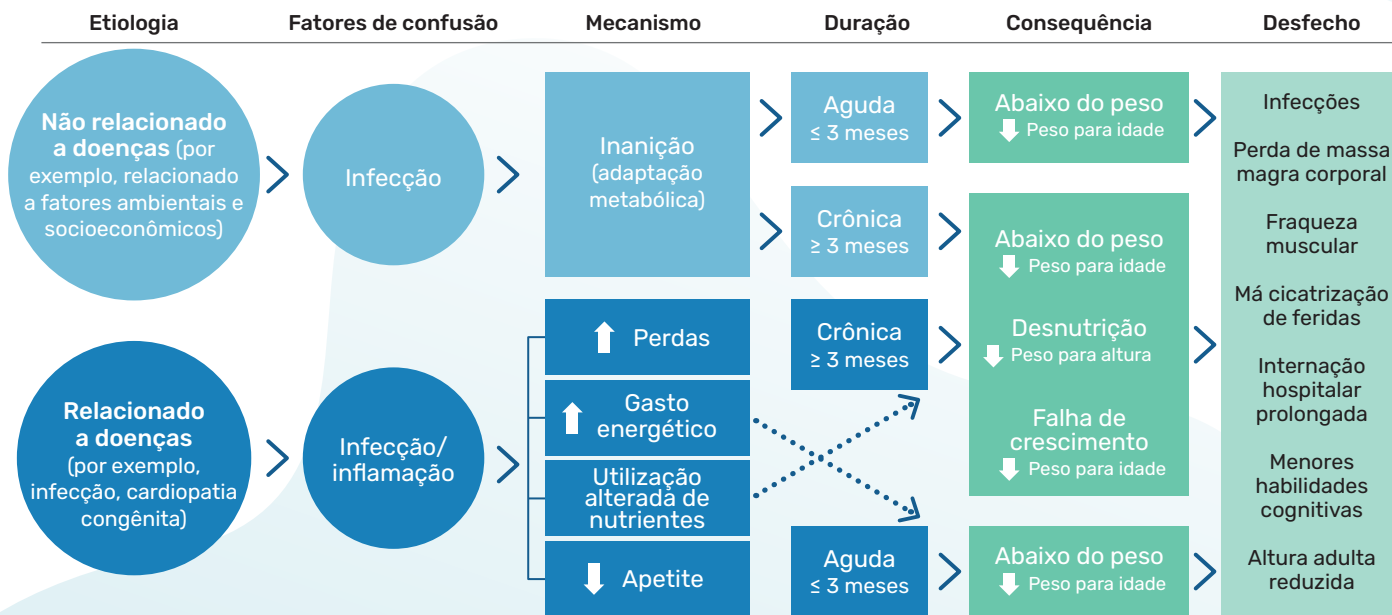 Etiologia
Fatores de confusão
Mecanismo
Duração
Consequência
Desfecho
Não relacionado
a doenças (por
exemplo, relacionado
a fatores ambientais e
socioeconômicos)
Infecção
Inanição
(adaptação
metabólica)
Aguda
≤ 3 meses
Abaixo do peso
Peso para idade
Crônica
≥ 3 meses
Abaixo do peso
Peso para idade
Desnutrição
Peso para altura
Falha de
crescimento
Peso para idade
Relacionado
a doenças
(por exemplo,
infecção, cardiopatia
congênita)
Infecção/
inflamação
Perdas
Gasto
energético
Utilização
alterada de
nutrientes
Apetite
Crônica
≥ 3 meses
Aguda
≤ 3 meses
Abaixo do peso
Peso para idade
Infecções
Perda de massa
magra corporal
Fraqueza
muscular
Má cicatrização
de feridas
Internação
hospitalar
prolongada
Menores
habilidades
cognitivas
Altura adulta
reduzida